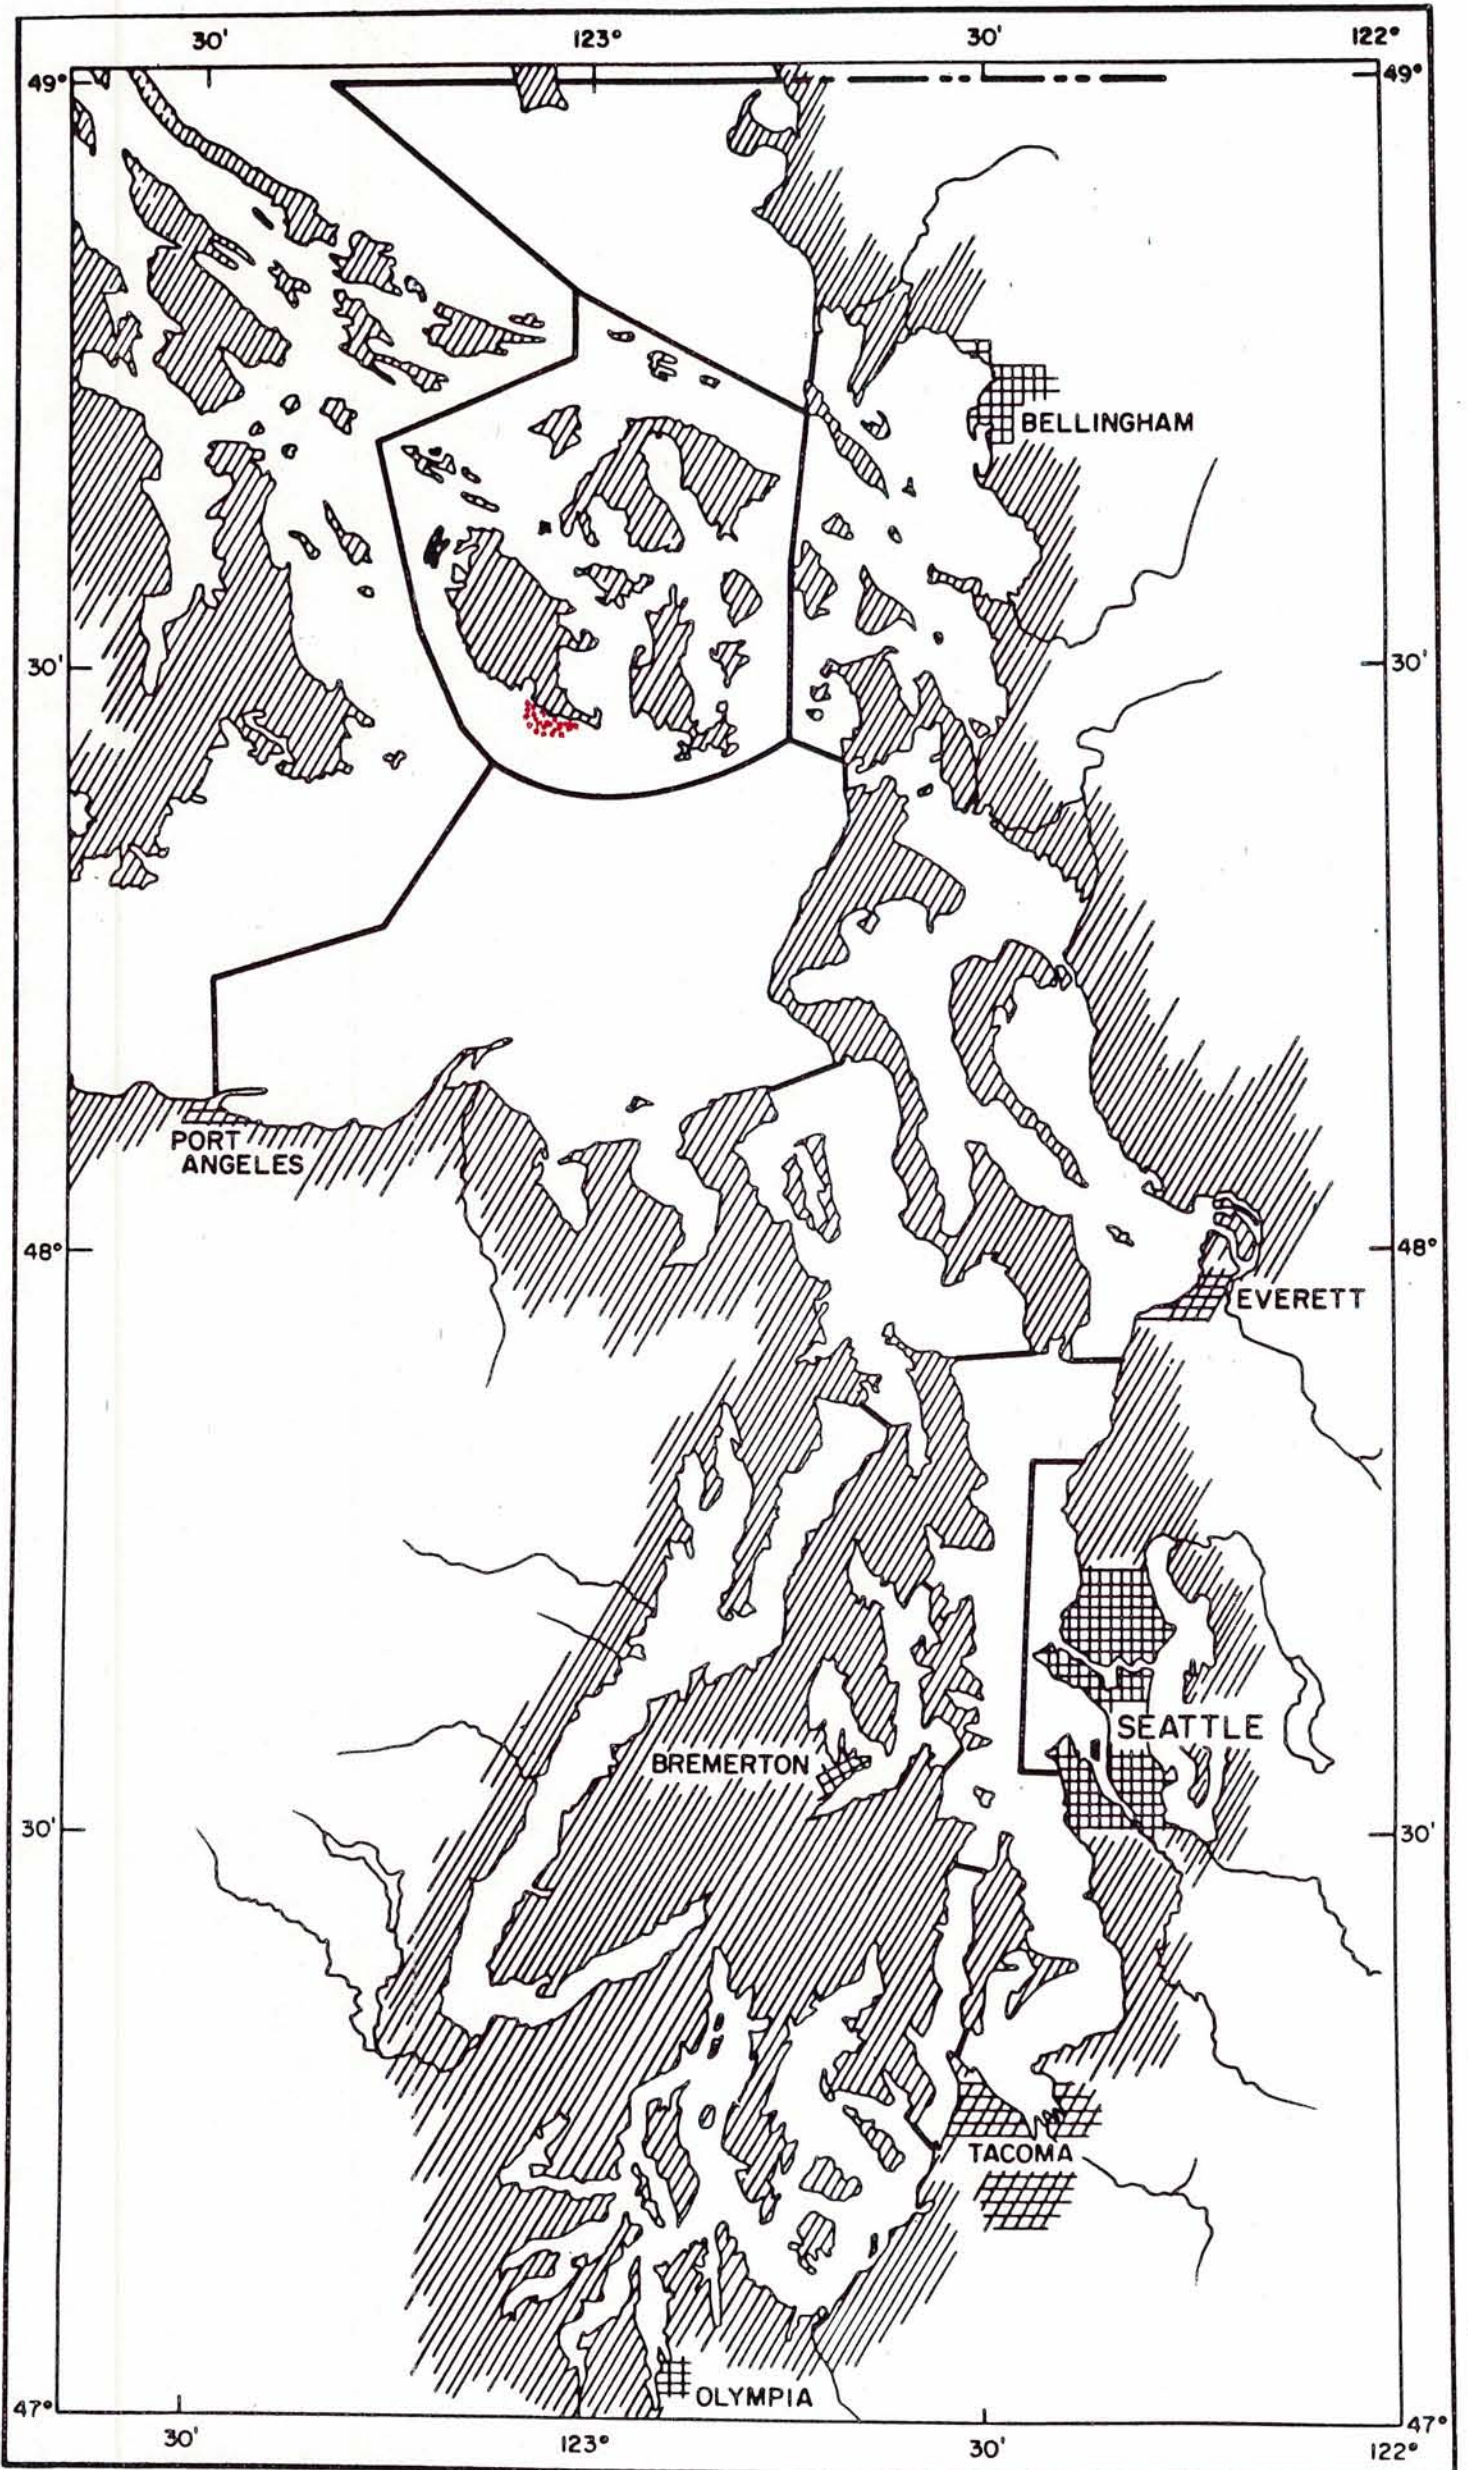 30' 123° 30' 122°
49° 49°
BELLINGHAM
30' 30'
PORT
ANGELES
48° 48°
EVERETT
SEATTLE
BREMERTON
30' 30'
TACOMA
OLYMPIA
47° 47°
30' 123° 30' 122°